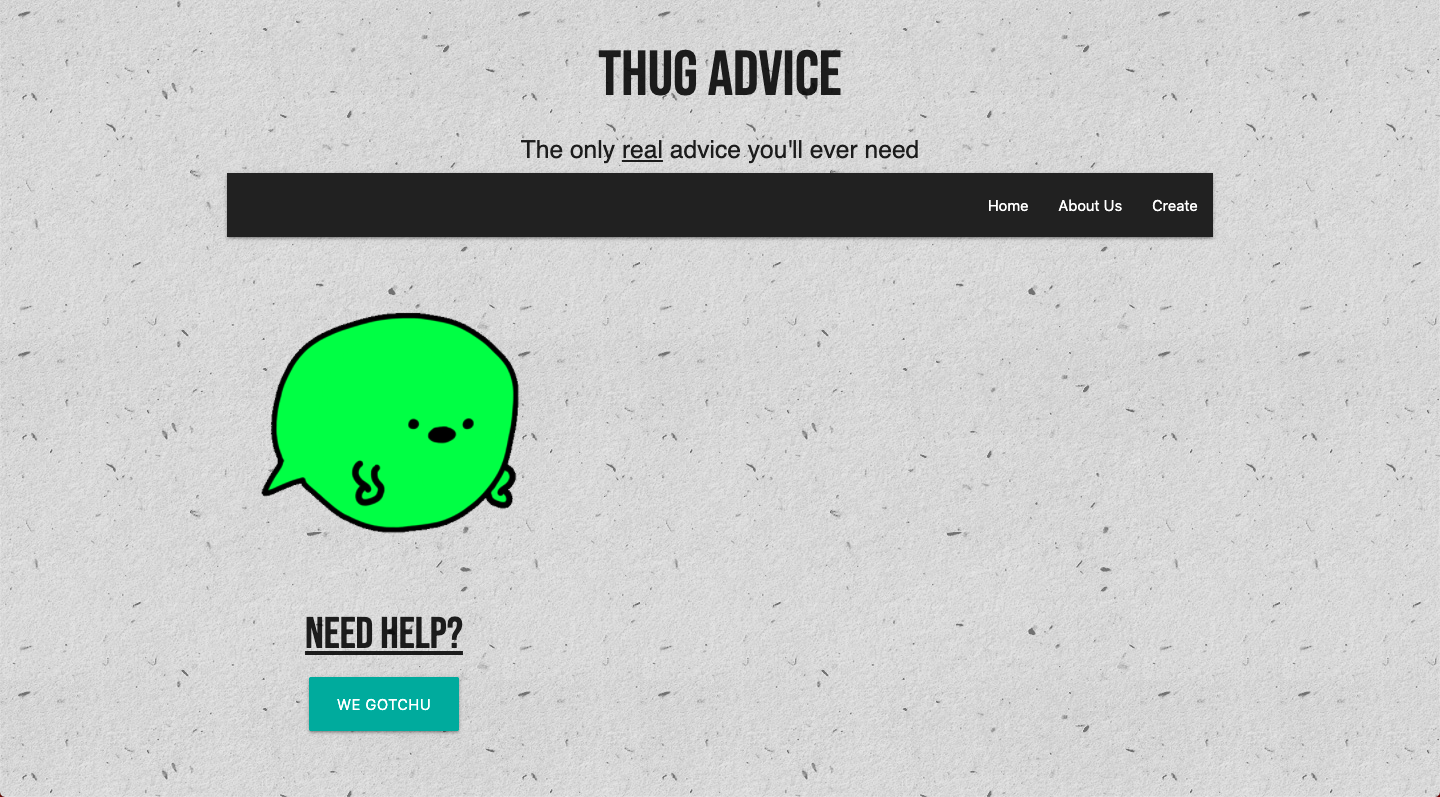 THUG ADVICE
The only real advice you'll ever need
Home About Us Create
NEED HELP?
WE GOTCHU